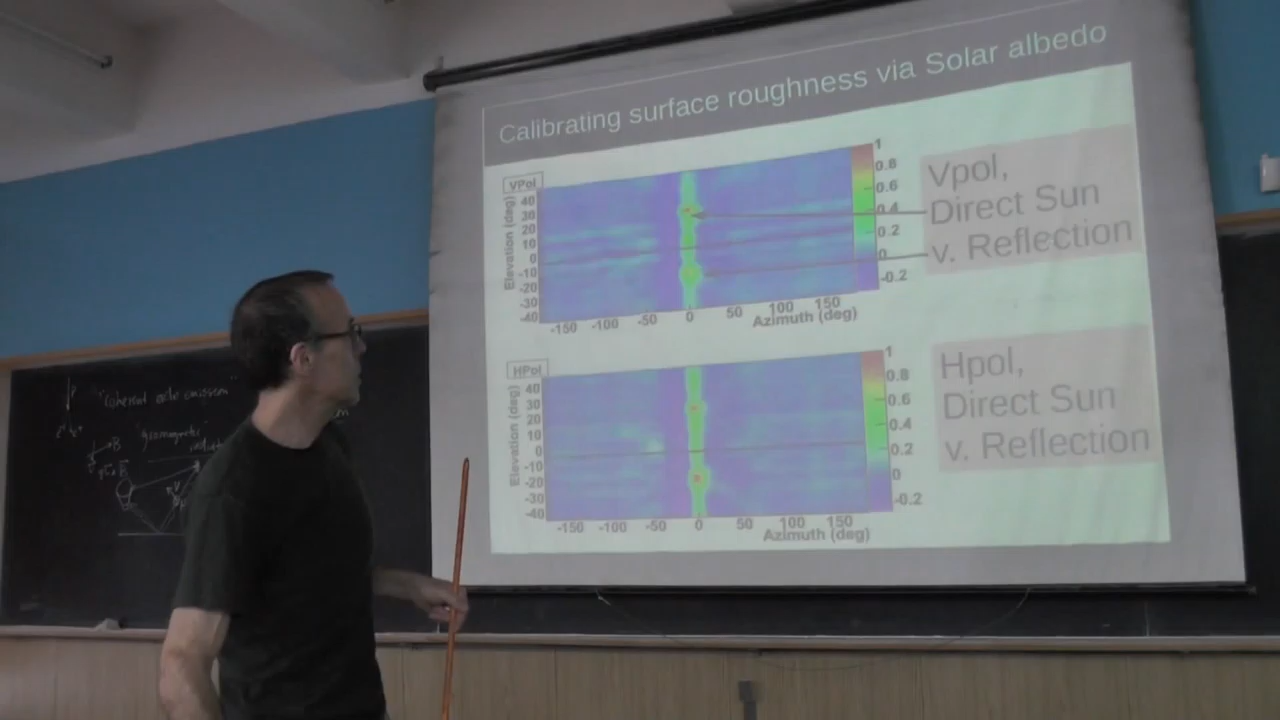 Calibrating surface roughness via Solar albedo
VPol
Elevation (deg)
40
30
20
10
0
-10
-20
-30
-40
-150 -100 -50 0 50 100 150
Azimuth (deg)
1
0.8
0.6
0.4
0.2
0
-0.2
Vpol,
Direct Sun
v. Reflection
HPol
Elevation (deg)
40
30
20
10
0
-10
-20
-30
-40
-150 -100 -50 0 50 100 150
Azimuth (deg)
1
0.8
0.6
0.4
0.2
0
-0.2
Hpol,
Direct Sun
v. Reflection
"Coherent
"geomagnetic"
B